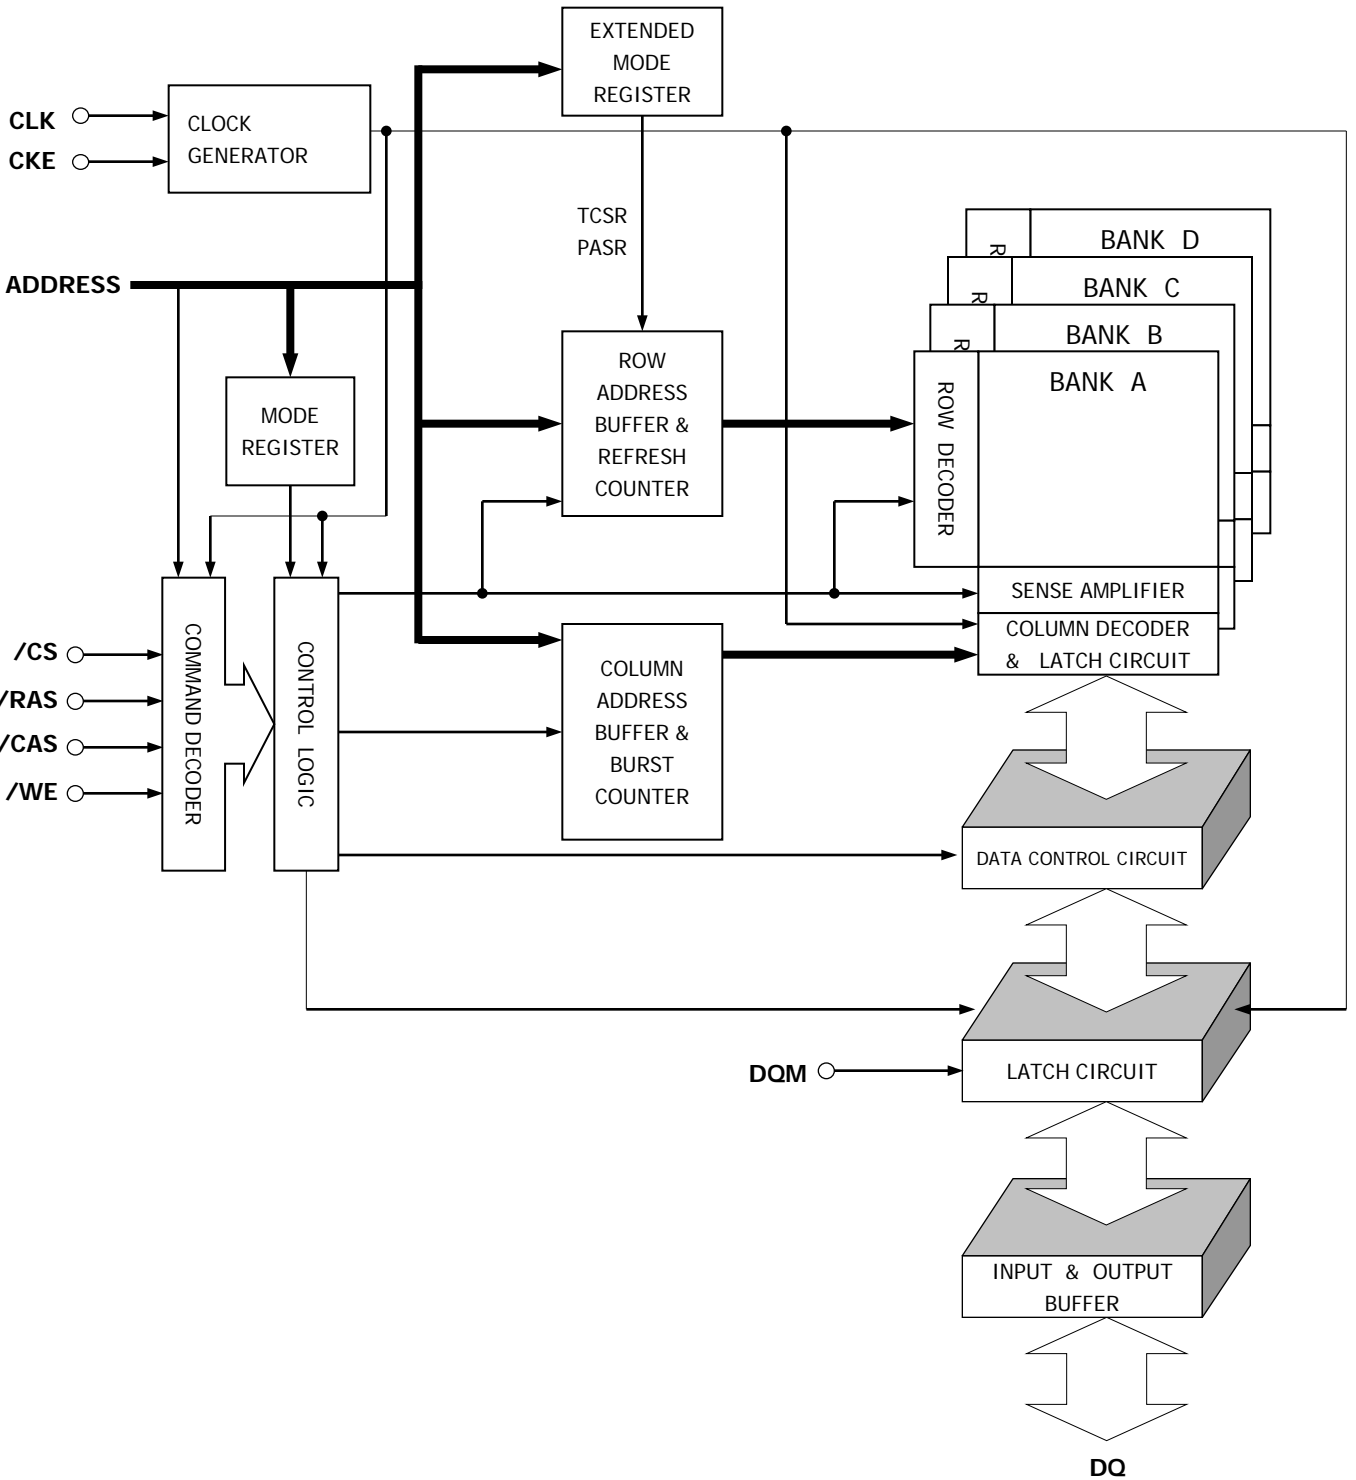 EXTENDED
MODE
REGISTER
CLK
CKE
CLOCK
GENERATOR
TCSR
PASR
ADDRESS
R
BANK D
R
BANK C
R
BANK B
BANK A
ROW DECODER
MODE
REGISTER
ROW
ADDRESS
BUFFER &
REFRESH
COUNTER
SENSE AMPLIFIER
COLUMN DECODER
& LATCH CIRCUIT
/CS
/RAS
/CAS
/WE
COMMAND DECODER
CONTROL LOGIC
COLUMN
ADDRESS
BUFFER &
BURST
COUNTER
DATA CONTROL CIRCUIT
DQM
LATCH CIRCUIT
INPUT & OUTPUT
BUFFER
DQ